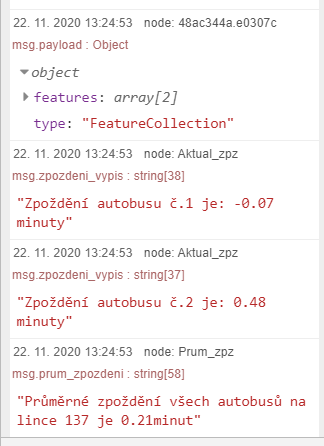 22. 11. 2020 13:24:53 node: 48ac344a.e0307c
msg.payload : Object
object
features: array[2]
type: "FeatureCollection"
22. 11. 2020 13:24:53 node: Aktual_zpz
msg.zpozdeni_vypis : string[38]
"Zpoždění autobusu č.1 je: -0.07
minuty"
22. 11. 2020 13:24:53 node: Aktual_zpz
msg.zpozdeni_vypis : string[37]
"Zpoždění autobusu č.2 je: 0.48
minuty"
22. 11. 2020 13:24:53 node: Prum_zpz
msg.prum_zpozdeni : string[58]
"Průměrné zpoždění všech autobusů na
lince 137 je 0.21minut"